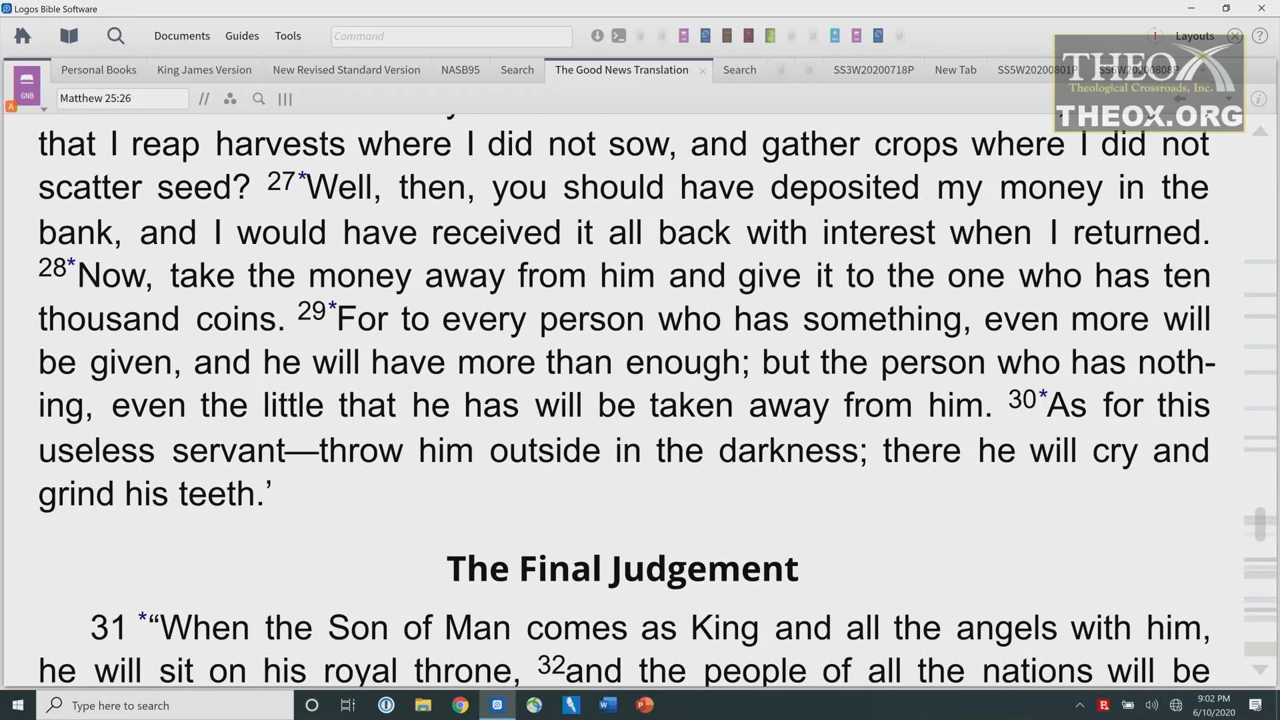 Logos Bible Software
Documents Guides Tools Command Layouts
Personal Books King James Version New Revised Stand Search The Good News Translation Search SS3W20200718P New Tab SS5W20200801P SS6W20200808P
GNB Matthew 25:26
A
THEOX
Theological Crossroads, Inc.
THEOX.ORG
that I reap harvests where I did not sow, and gather crops where I did not
scatter seed? 27*Well, then, you should have deposited my money in the
bank, and I would have received it all back with interest when I returned.
28*Now, take the money away from him and give it to the one who has ten
thousand coins. 29*For to every person who has something, even more will
be given, and he will have more than enough; but the person who has noth-
ing, even the little that he has will be taken away from him. 30*As for this
useless servant—throw him outside in the darkness; there he will cry and
grind his teeth.’
The Final Judgement
31 *“When the Son of Man comes as King and all the angels with him,
he will sit on his royal throne, 32and the people of all the nations will be
Type here to search
9:02 PM
6/10/2020